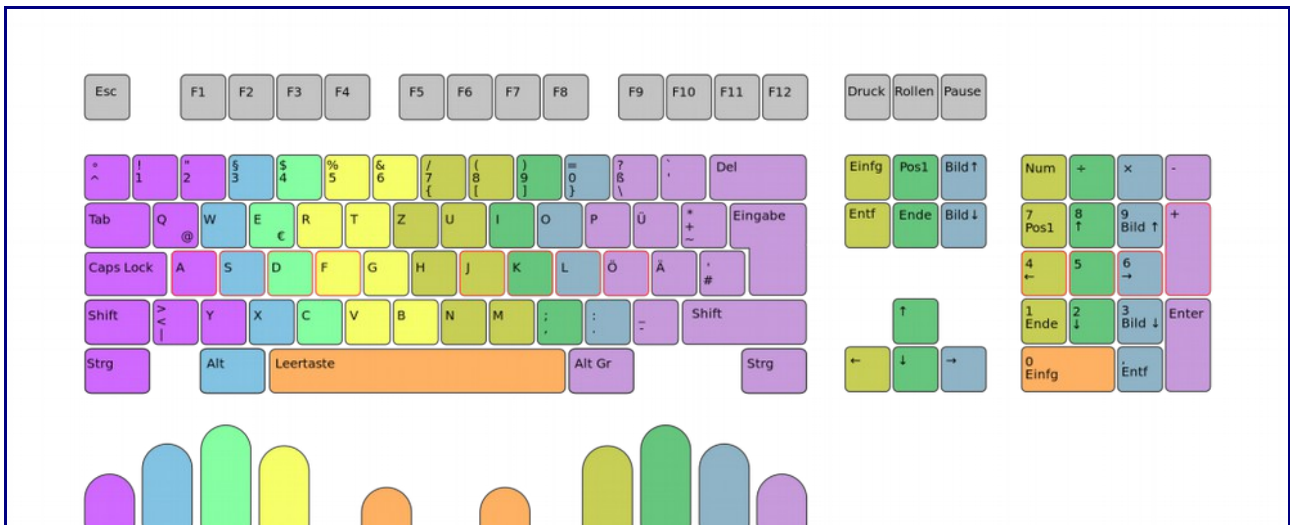 Esc F1 F2 F3 F4 F5 F6 F7 F8 F9 F10 F11 F12 Druck Rollen Pause
° ! " § $ % & / ( ) = ? ` Del Einfg Pos1 Bild↑ Num ÷ × -
^ 1 2 3 4 5 6 7 8 9 0 ß '
{ [ ] } \
Tab Q W E R T Z U I O P Ü * Eingabe Entf Ende Bild↓ 7 8 9 +
@ € + ~ Pos1 ↑ Bild ↑
Caps Lock A S D F G H J K L Ö Ä ' 4 5 6
# ← →
Shift > Y X C V B N M ; : _ Shift ↑ 1 2 3 Enter
< , . - Ende ↓ Bild ↓
|
Strg Alt Leertaste Alt Gr Strg ← ↓ → 0 ,
Einfg Entf